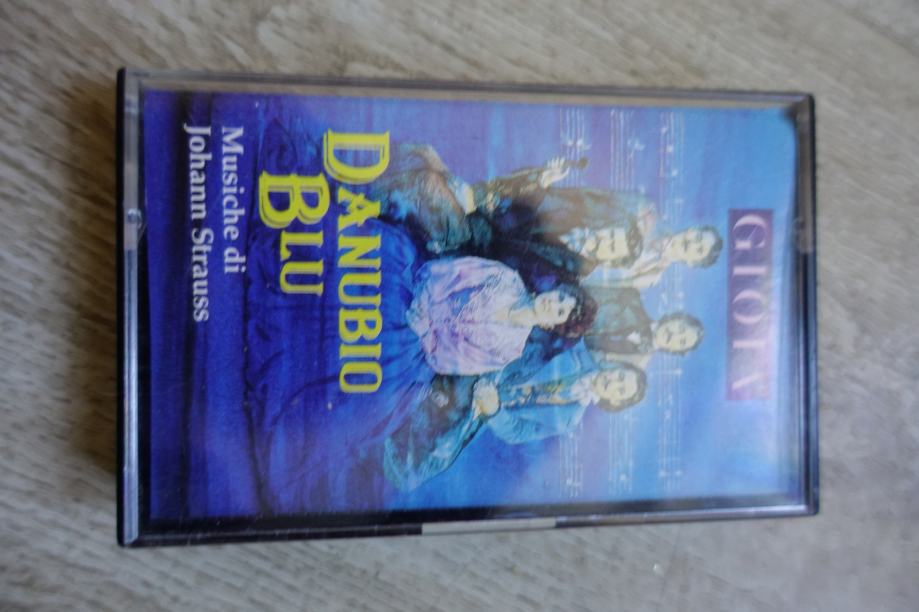 GIOIA
DANUBIO
BLU
Musiche di
Johann Strauss